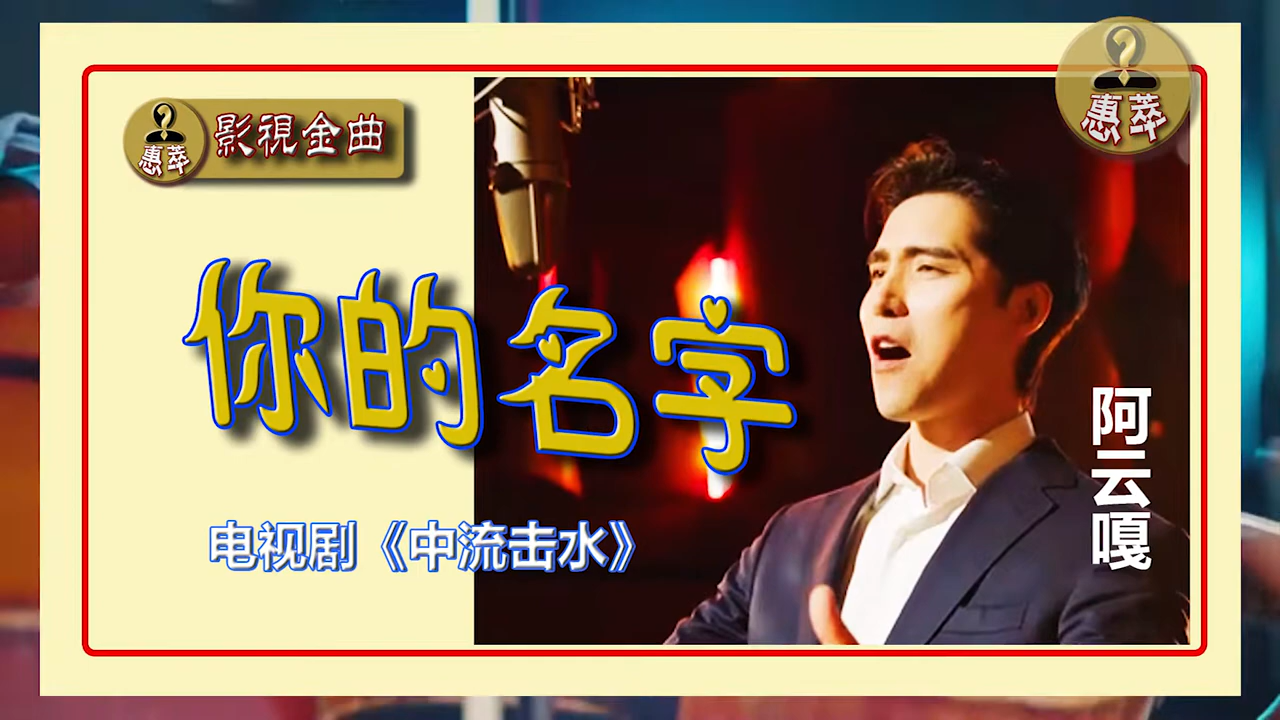 惠萃
影視金曲
惠萃
你的名字
电视剧《中流击水》
阿云嘎